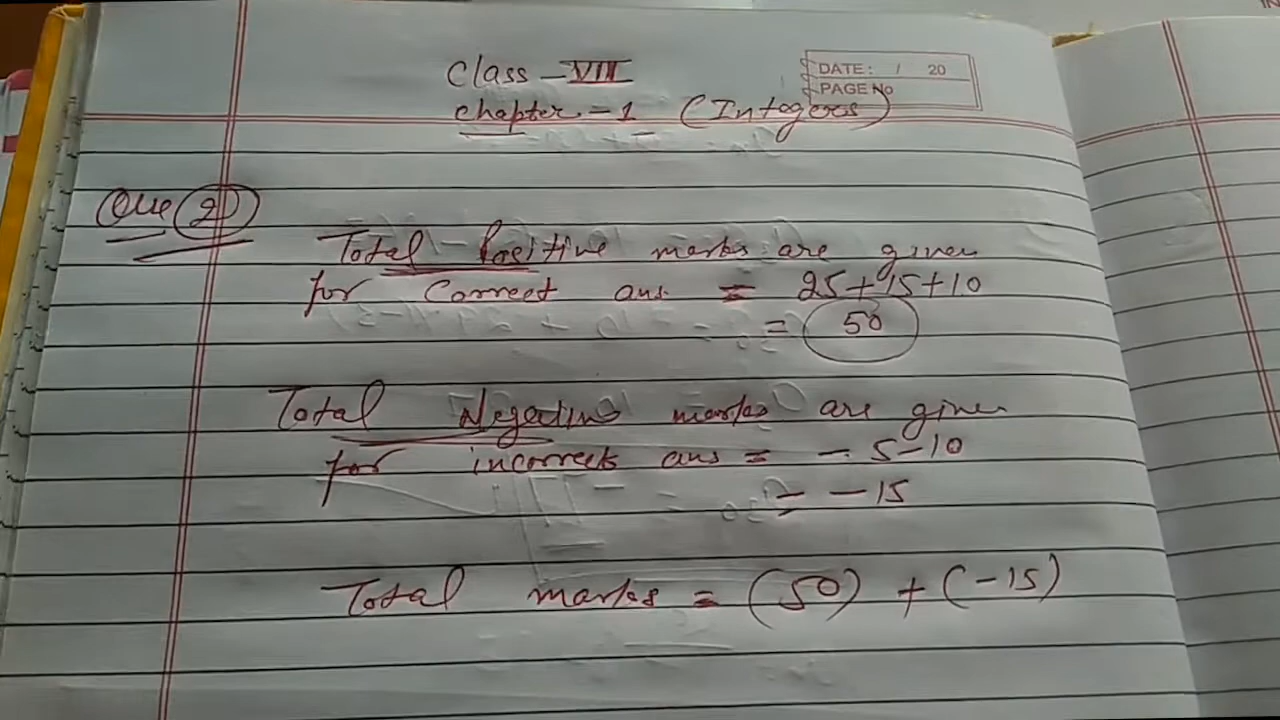 Class - VII
DATE: / 20
PAGE No
Chapter - 1 (Integers)
Que 2)
Total Positive marks are given
for Correct ans. = 25+15+10
= 50
Total Negative marks are given
for incorrect ans = - 5-10
= -15
Total marks = (50) + (-15)